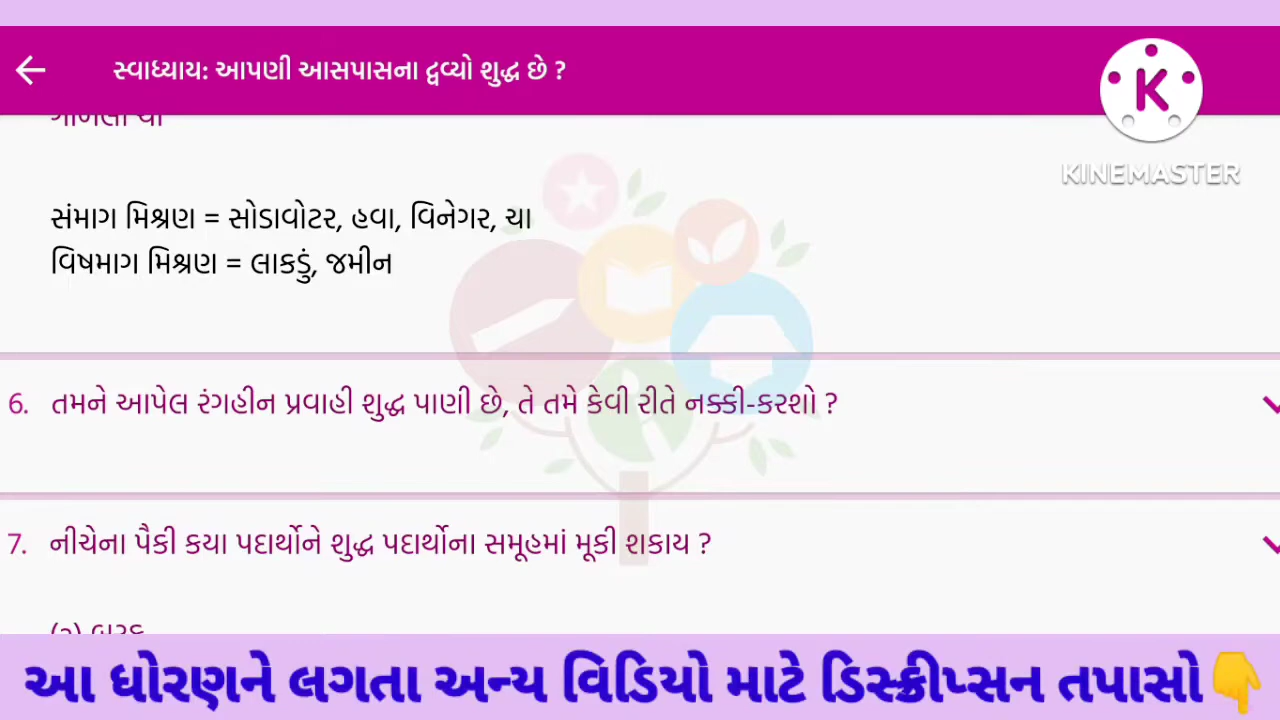 સ્વાધ્યાય: આપણી આસપાસના દ્રવ્યો શુદ્ધ છે ?
K
KINEMASTER
સંમાગ મિશ્રણ = સોડાવોટર, હવા, વિનેગર, ચા
વિષમાગ મિશ્રણ = લાકડું, જમીન
6. તમને આપેલ રંગહીન પ્રવાહી શુદ્ધ પાણી છે, તે તમે કેવી રીતે નક્કી-કરશો ?
7. નીચેના પૈકી કયા પદાર્થોને શુદ્ધ પદાર્થોના સમૂહમાં મૂકી શકાય ?
આ ધોરણને લગતા અન્ય વિડિયો માટે ડિસ્ક્રીપ્સન તપાસો👇